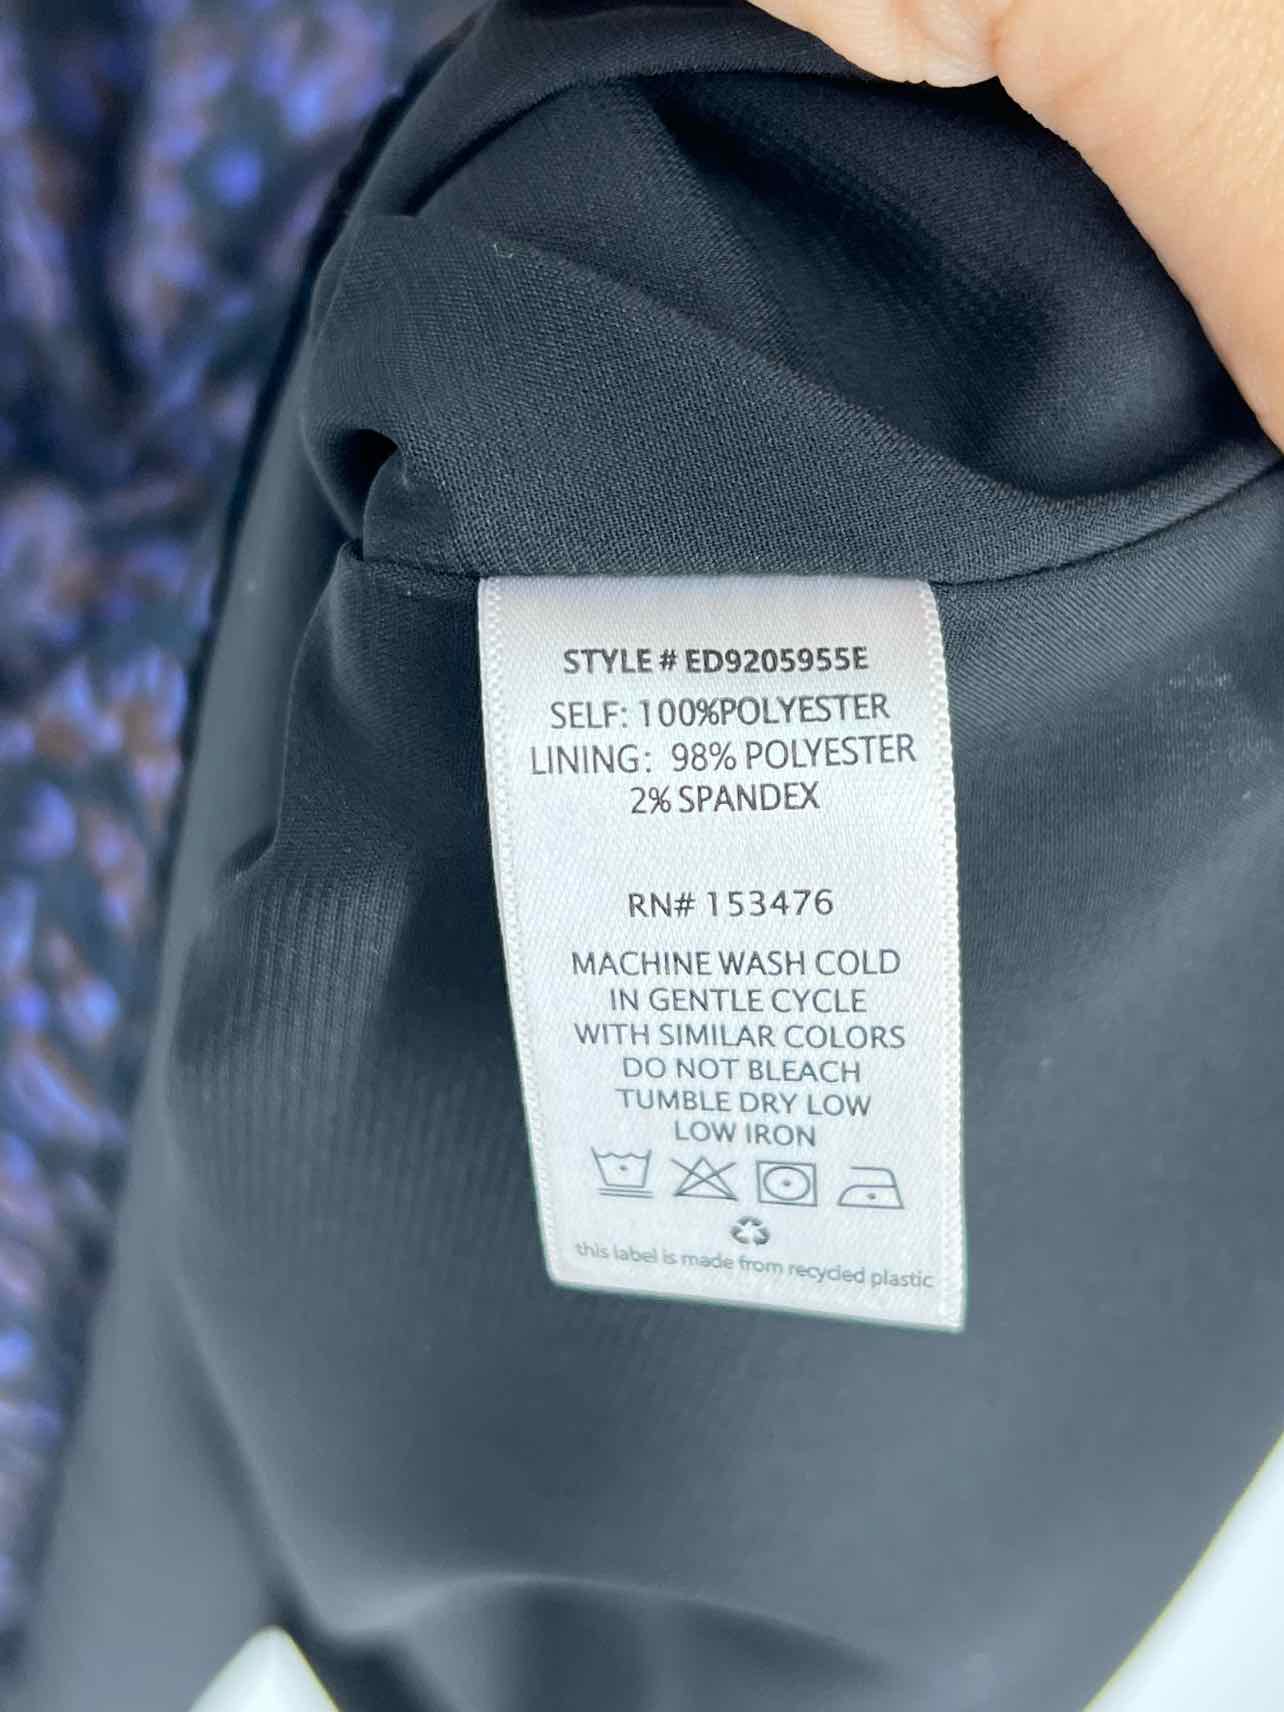 STYLE # ED9205955E
SELF: 100%POLYESTER
LINING: 98% POLYESTER
2% SPANDEX
RN# 153476
MACHINE WASH COLD
IN GENTLE CYCLE
WITH SIMILAR COLORS
DO NOT BLEACH
TUMBLE DRY LOW
LOW IRON
this label is made from recycled plastic